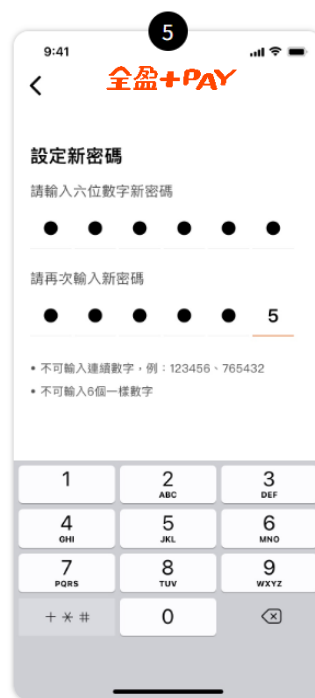 5
9:41
全盈+PAY
設定新密碼
請輸入六位數字新密碼
請再次輸入新密碼
5
• 不可輸入連續數字，例：123456、765432
• 不可輸入6個一樣數字
1 2 3
ABC DEF
4 5 6
GHI JKL MNO
7 8 9
PQRS TUV WXYZ
+*# 0